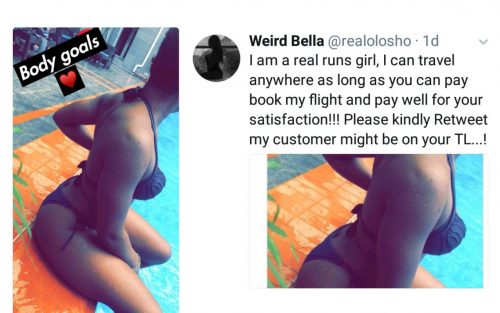 Body goals
Weird Bella @realolosho · 1d
I am a real runs girl, I can travel
anywhere as long as you can pay
book my flight and pay well for your
satisfaction!!! Please kindly Retweet
my customer might be on your TL...!